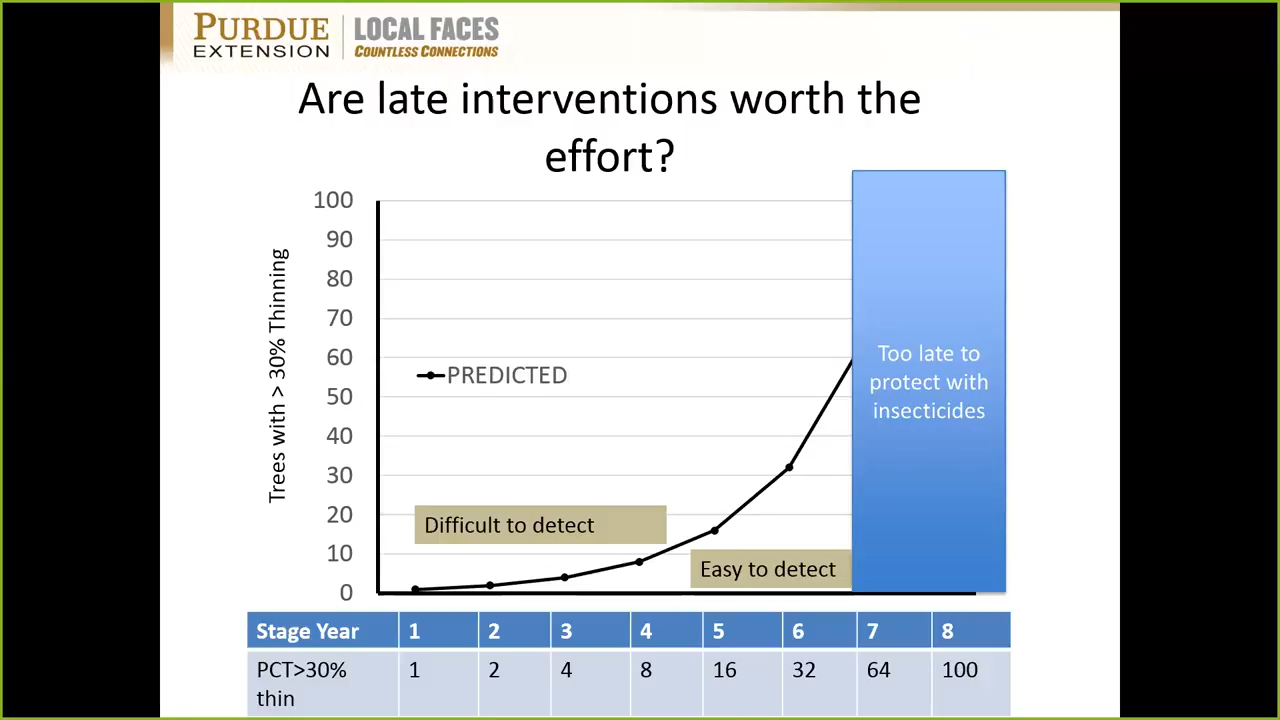 PURDUE
EXTENSION
LOCAL FACES
COUNTLESS CONNECTIONS
Are late interventions worth the
effort?
Trees with > 30% Thinning
100
90
80
70
60
50
40
30
20
10
0
PREDICTED
Difficult to detect
Easy to detect
Too late to
protect with
insecticides
Stage Year 1 2 3 4 5 6 7 8
PCT>30% 1 2 4 8 16 32 64 100
thin